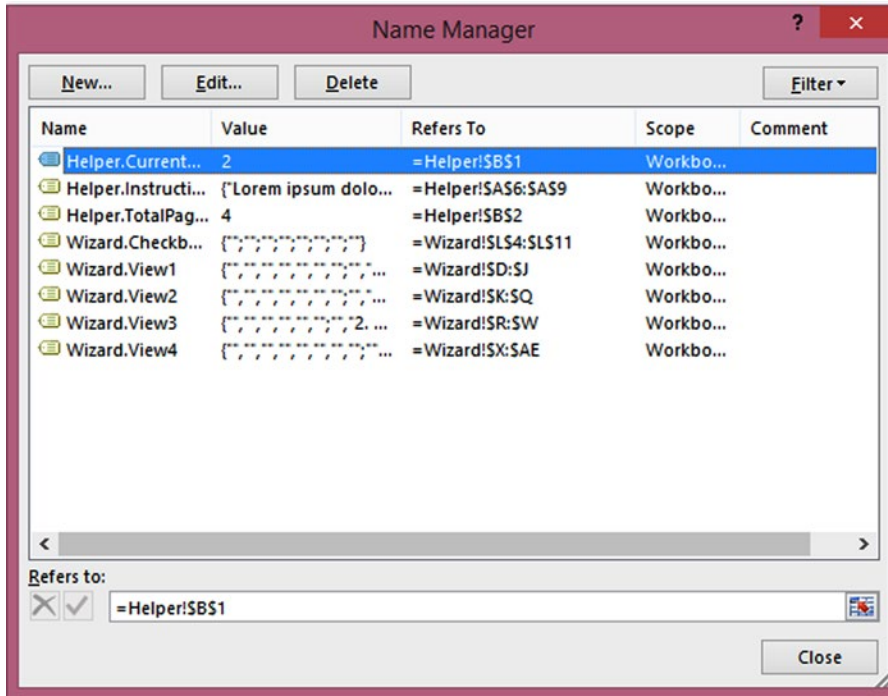 Name Manager
?
×
New... Edit... Delete Filter
Name Value Refers To Scope Comment
Helper.Current... 2 =Helper!$B$1 Workbo...
Helper.Instructi... {"Lorem ipsum dolo... =Helper!$A$6:$A$9 Workbo...
Helper.TotalPag... 4 =Helper!$B$2 Workbo...
Wizard.Checkb... {"";"";"";"";"";"";"";""} =Wizard!$L$4:$L$11 Workbo...
Wizard.View1 {"","","","","","","";"","... =Wizard!$D:$J Workbo...
Wizard.View2 {"","","","","","","";"","... =Wizard!$K:$Q Workbo...
Wizard.View3 {"","","","","","";"","2. ... =Wizard!$R:$W Workbo...
Wizard.View4 {"","","","","","","","";""... =Wizard!$X:$AE Workbo...
Refers to:
=Helper!$B$1
Close